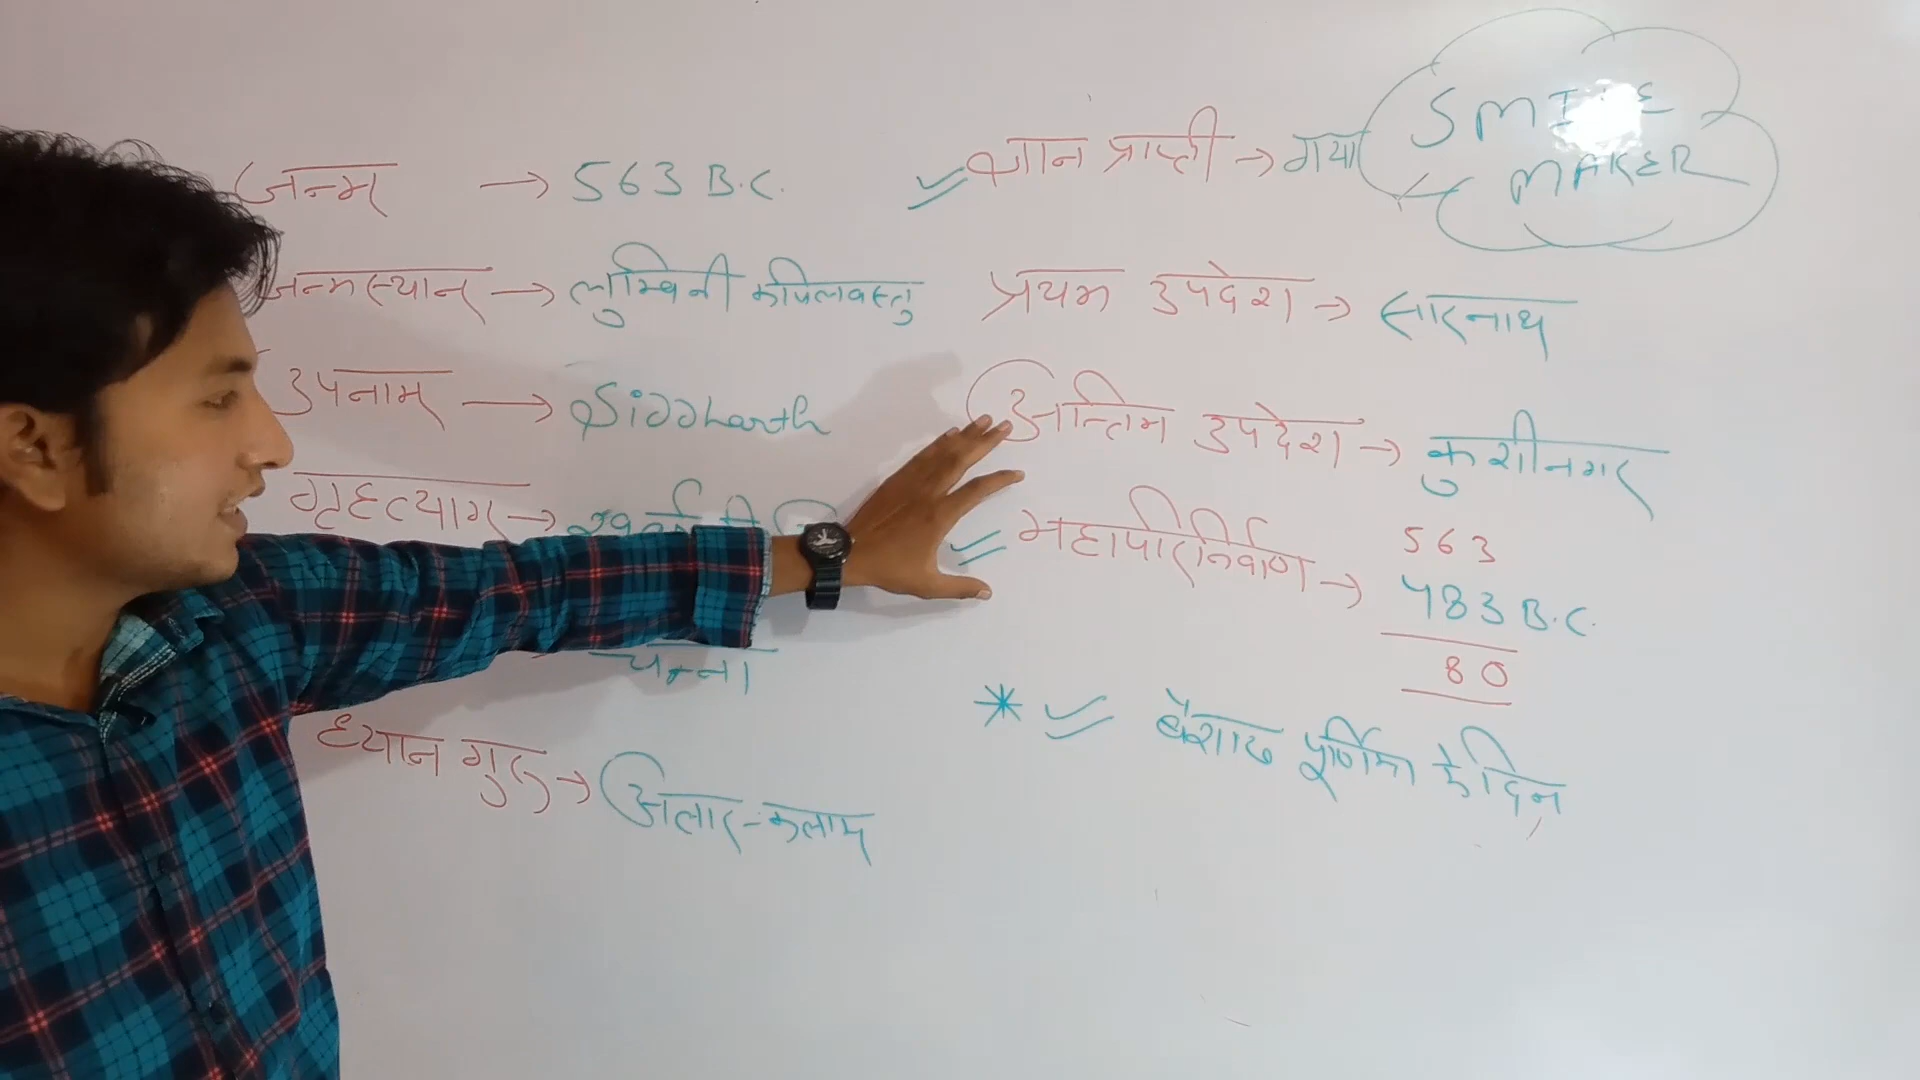 जन्म → 563 B.C.
जन्मस्थान → लुम्बिनी कपिलवस्तु
उपनाम → Siddharth
गृहत्याग →
चन्ना
ध्यान गुरु → अलार-कलाम
ज्ञान प्राप्ती → गया
प्रथम उपदेश → सारनाथ
अन्तिम उपदेश → कुशीनगर
महापरिनिर्वाण →
563
483 B.C.
80
* बैशाख पूर्णिमा के दिन
SMILE
MAKER